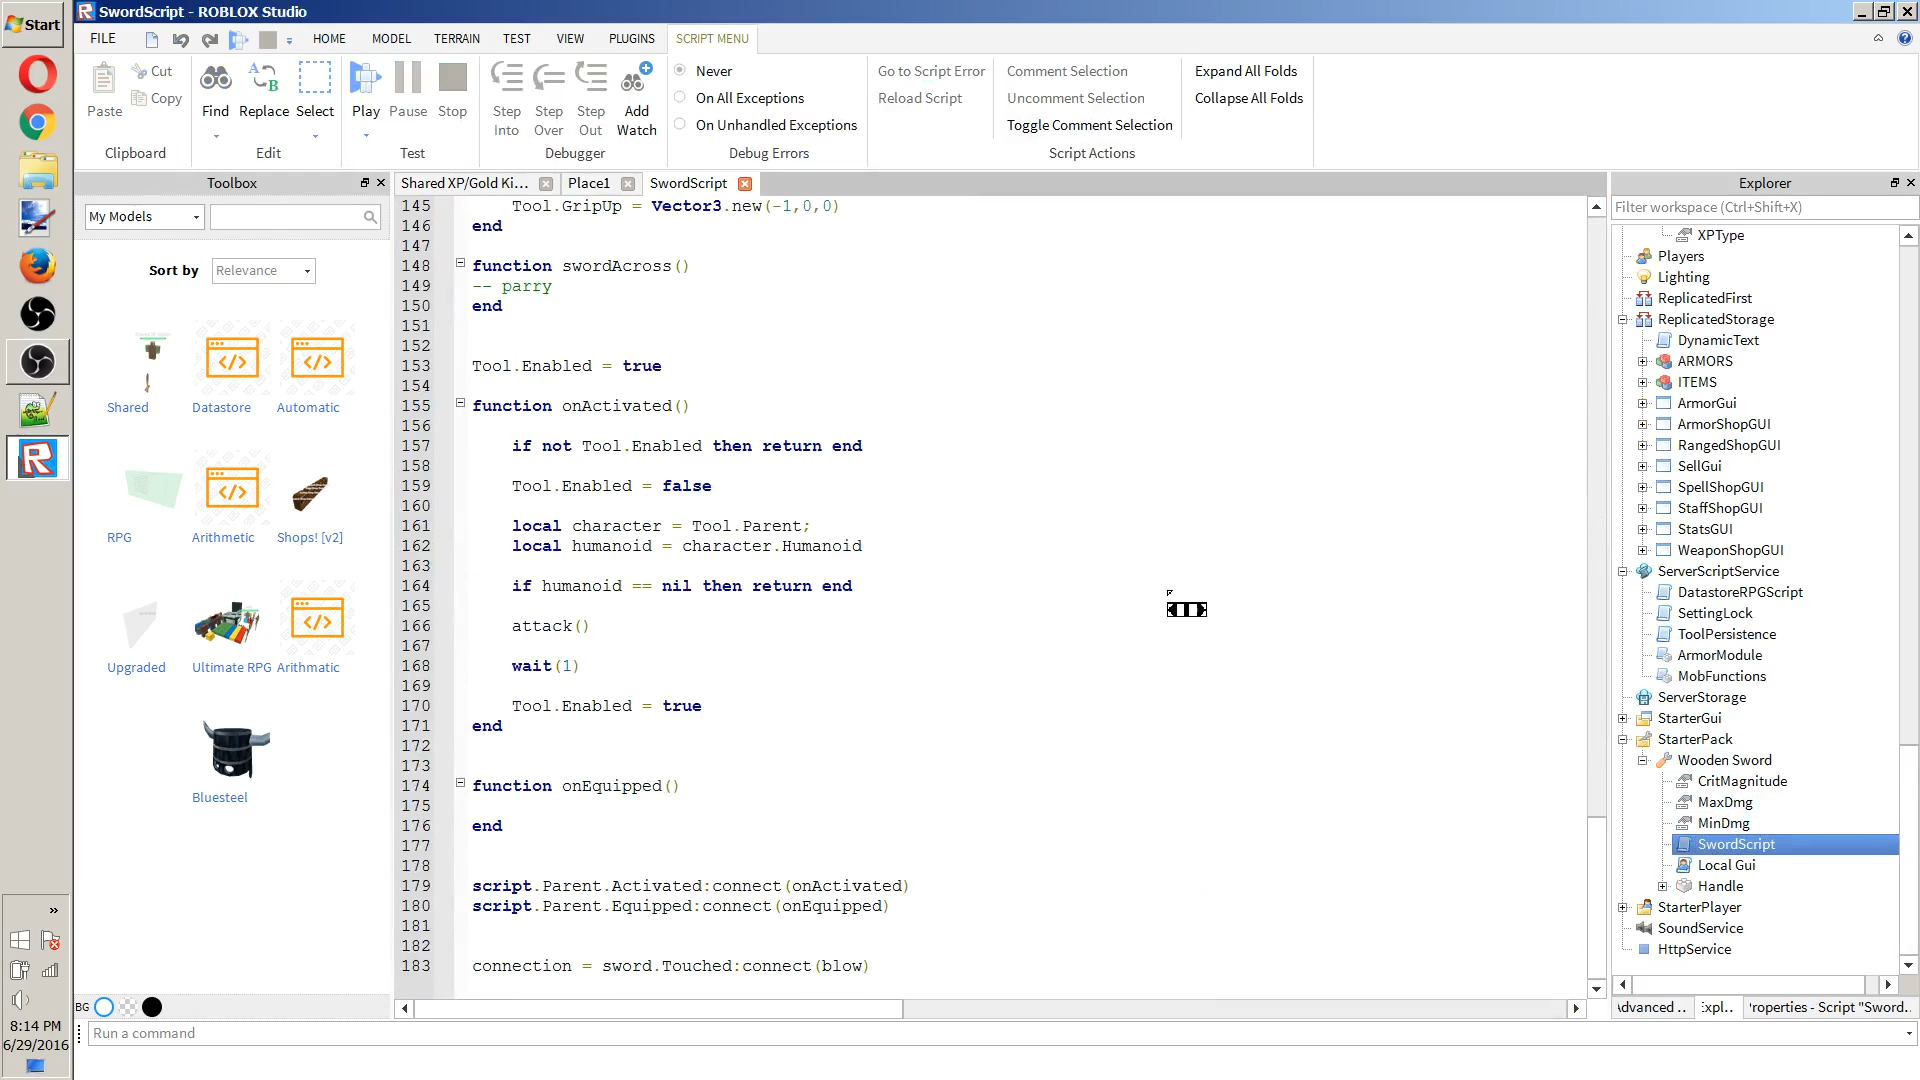 Start
SwordScript - ROBLOX Studio
FILE
HOME
MODEL
TERRAIN
TEST
VIEW
PLUGINS
SCRIPT MENU
Paste
Cut
Copy
Clipboard
Find
Replace
Select
Edit
Play
Pause
Stop
Test
Step Into
Step Over
Step Out
Add Watch
Debugger
Never
On All Exceptions
On Unhandled Exceptions
Debug Errors
Go to Script Error
Reload Script
Comment Selection
Uncomment Selection
Toggle Comment Selection
Script Actions
Expand All Folds
Collapse All Folds
Toolbox
My Models
Sort by Relevance
Shared Datastore Automatic
RPG Arithmetic Shops! [v2]
Upgraded Ultimate RPG Arithmatic
Bluesteel
BG
Shared XP/Gold Ki...
Place1
SwordScript
145 Tool.GripUp = Vector3.new(-1,0,0)
146 end
147
148 function swordAcross()
149 -- parry
150 end
151
152
153 Tool.Enabled = true
154
155 function onActivated()
156
157 if not Tool.Enabled then return end
158
159 Tool.Enabled = false
160
161 local character = Tool.Parent;
162 local humanoid = character.Humanoid
163
164 if humanoid == nil then return end
165
166 attack()
167
168 wait(1)
169
170 Tool.Enabled = true
171 end
172
173
174 function onEquipped()
175
176 end
177
178
179 script.Parent.Activated:connect(onActivated)
180 script.Parent.Equipped:connect(onEquipped)
181
182
183 connection = sword.Touched:connect(blow)
Explorer
Filter workspace (Ctrl+Shift+X)
XPType
Players
Lighting
ReplicatedFirst
ReplicatedStorage
DynamicText
ARMORS
ITEMS
ArmorGui
ArmorShopGUI
RangedShopGUI
SellGui
SpellShopGUI
StaffShopGUI
StatsGUI
WeaponShopGUI
ServerScriptService
DatastoreRPGScript
SettingLock
ToolPersistence
ArmorModule
MobFunctions
ServerStorage
StarterGui
StarterPack
Wooden Sword
CritMagnitude
MaxDmg
MinDmg
SwordScript
Local Gui
Handle
StarterPlayer
SoundService
HttpService
Advanced ..
Expl..
'roperties - Script "Sword..
Run a command
8:14 PM
6/29/2016